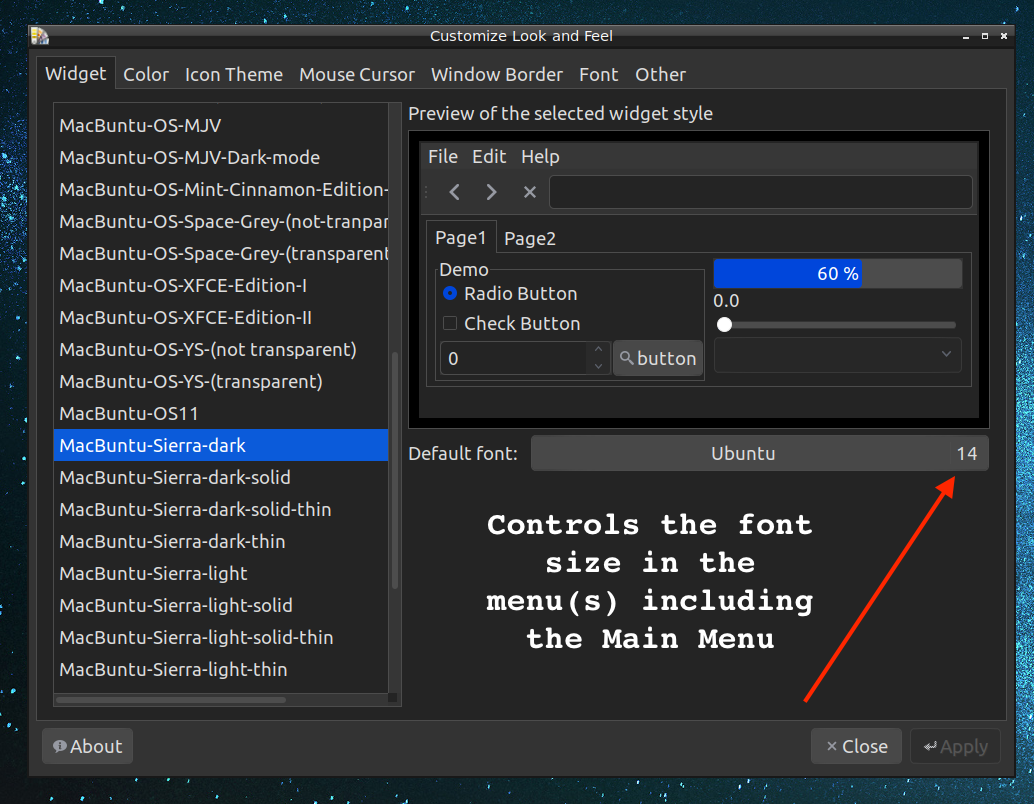 Customize Look and Feel
Widget Color Icon Theme Mouse Cursor Window Border Font Other
MacBuntu-OS-MJV
MacBuntu-OS-MJV-Dark-mode
MacBuntu-OS-Mint-Cinnamon-Edition-
MacBuntu-OS-Space-Grey-(not-tranpar
MacBuntu-OS-Space-Grey-(transparent
MacBuntu-OS-XFCE-Edition-I
MacBuntu-OS-XFCE-Edition-II
MacBuntu-OS-YS-(not transparent)
MacBuntu-OS-YS-(transparent)
MacBuntu-OS11
MacBuntu-Sierra-dark
MacBuntu-Sierra-dark-solid
MacBuntu-Sierra-dark-solid-thin
MacBuntu-Sierra-dark-thin
MacBuntu-Sierra-light
MacBuntu-Sierra-light-solid
MacBuntu-Sierra-light-solid-thin
MacBuntu-Sierra-light-thin
Preview of the selected widget style
File Edit Help
Page1 Page2
Demo
Radio Button
Check Button
0 button
60 %
0.0
Default font: Ubuntu 14
Controls the font
size in the
menu(s) including
the Main Menu
About Close Apply